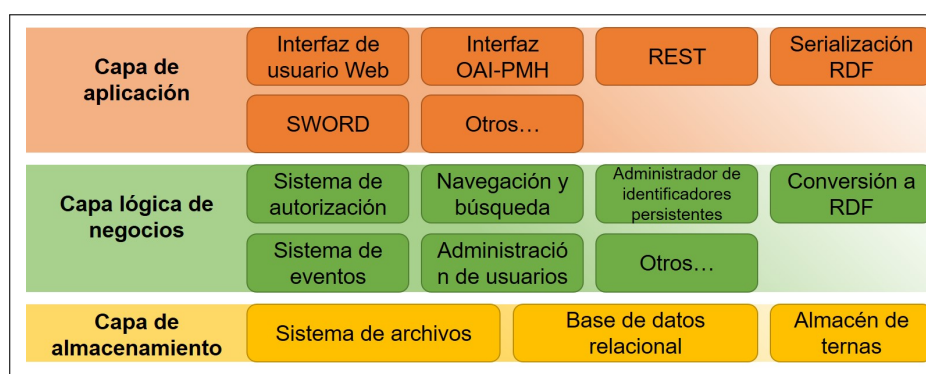 Capa de
aplicación
Interfaz de
usuario Web
Interfaz
OAI-PMH
REST
Serialización
RDF
SWORD
Otros…
Capa lógica de
negocios
Sistema de
autorización
Navegación y
búsqueda
Administrador de
identificadores
persistentes
Conversión a
RDF
Sistema de
eventos
Administració
n de usuarios
Otros…
Capa de
almacenamiento
Sistema de archivos
Base de datos
relacional
Almacén de
ternas